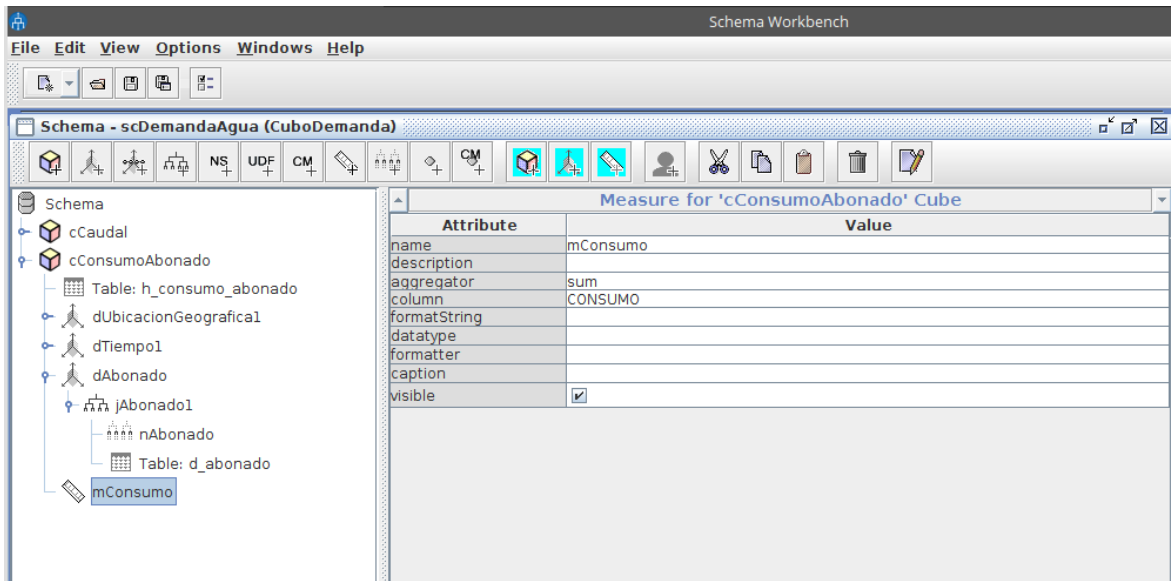 Schema Workbench
File Edit View Options Windows Help
Schema - scDemandaAgua (CuboDemanda)
NS UDF CM CM
Schema
cCaudal
cConsumoAbonado
Table: h_consumo_abonado
dUbicacionGeografica1
dTiempo1
dAbonado
jAbonado1
nAbonado
Table: d_abonado
mConsumo
Measure for 'cConsumoAbonado' Cube
Attribute Value
name mConsumo
description
aggregator sum
column CONSUMO
formatString
datatype
formatter
caption
visible